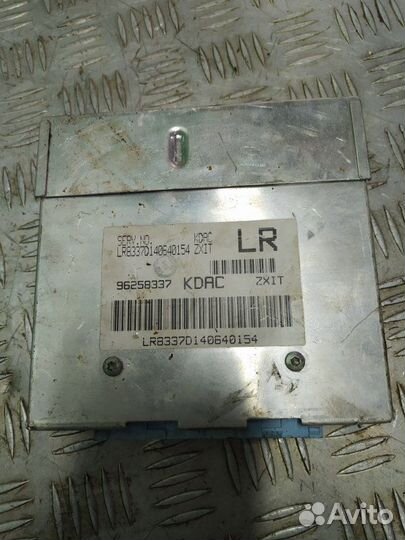 SERV.NO. KDAC LR
LR8337D140640154 ZXIT
96258337 KDAC ZXIT
LR8337D140640154
Avito